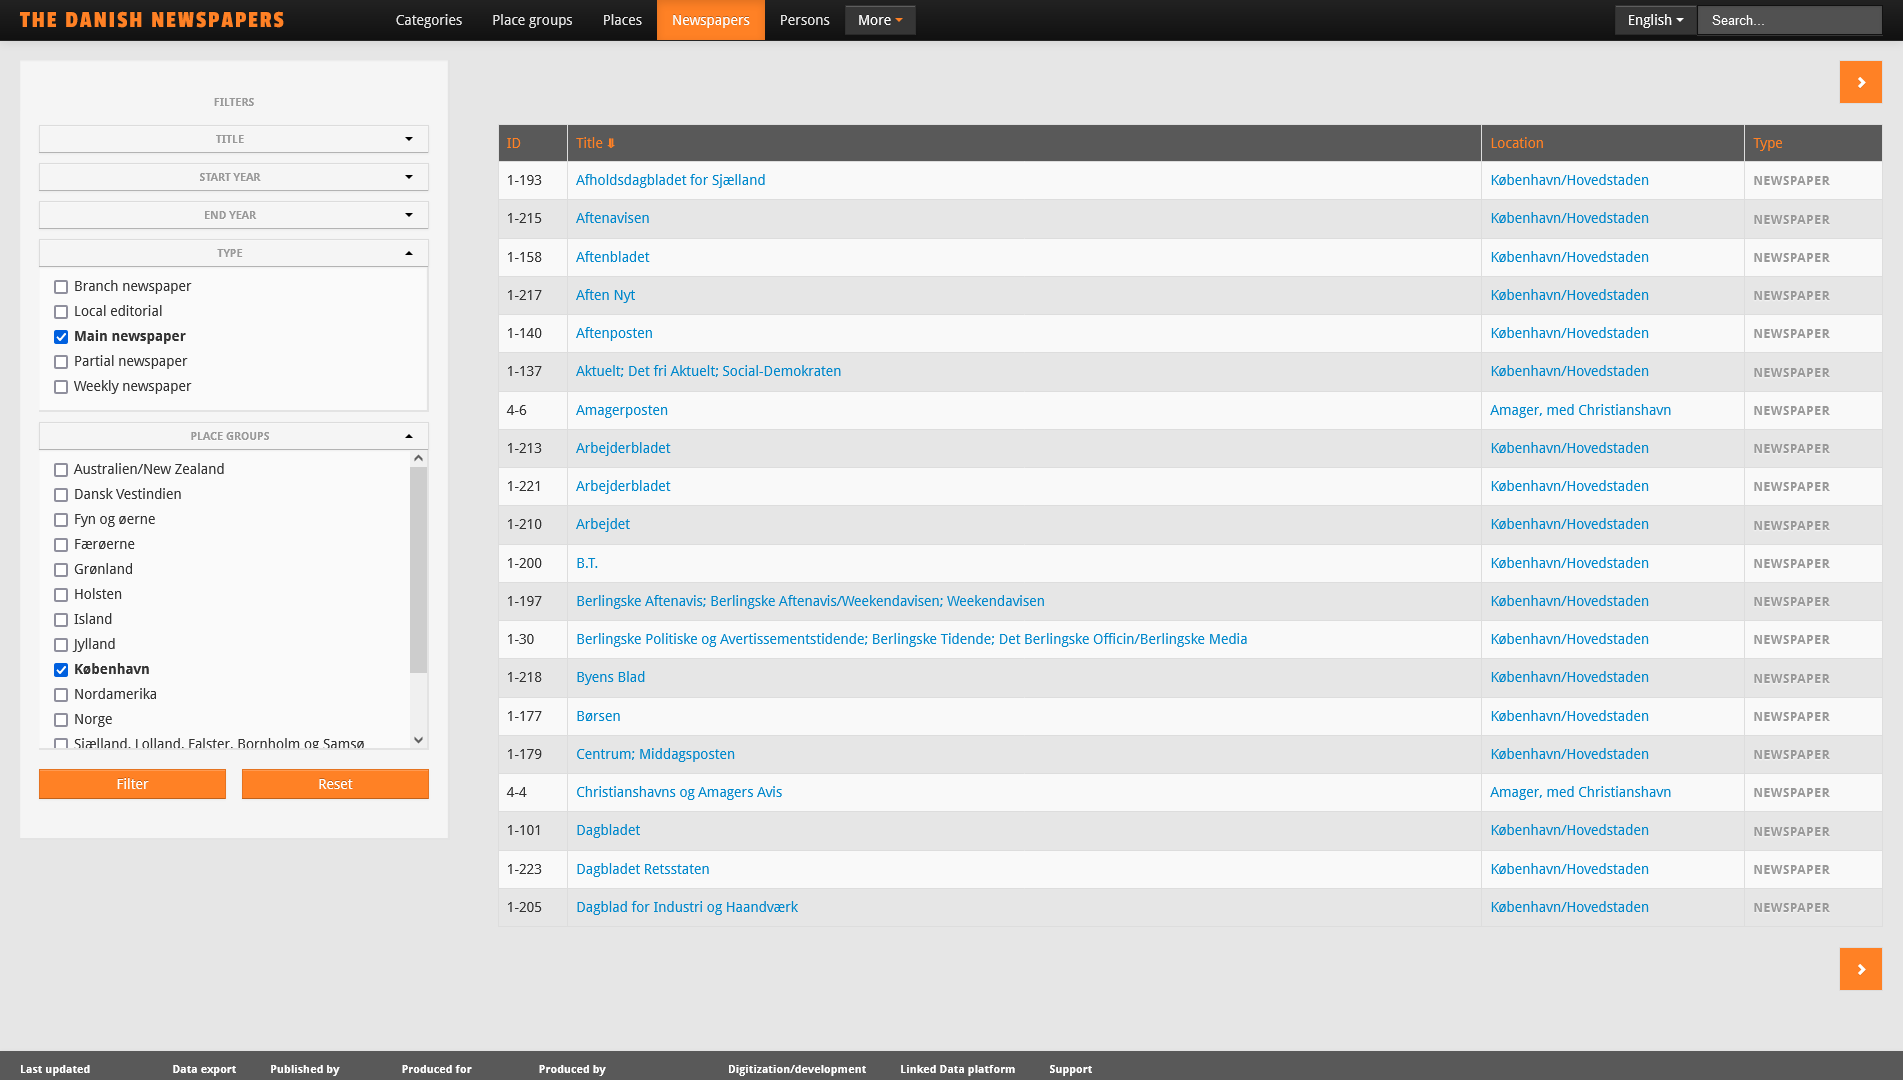 THE DANISH NEWSPAPERS
Categories Place groups Places Newspapers Persons More
English Search...
FILTERS
TITLE
START YEAR
END YEAR
TYPE
Branch newspaper
Local editorial
Main newspaper
Partial newspaper
Weekly newspaper
PLACE GROUPS
Australien/New Zealand
Dansk Vestindien
Fyn og øerne
Færøerne
Grønland
Holsten
Island
Jylland
København
Nordamerika
Norge
Sjælland, Lolland, Falster, Bornholm og Samsø
Filter Reset
ID Title Location Type
1-193 Afholdsdagbladet for Sjælland København/Hovedstaden NEWSPAPER
1-215 Aftenavisen København/Hovedstaden NEWSPAPER
1-158 Aftenbladet København/Hovedstaden NEWSPAPER
1-217 Aften Nyt København/Hovedstaden NEWSPAPER
1-140 Aftenposten København/Hovedstaden NEWSPAPER
1-137 Aktuelt; Det fri Aktuelt; Social-Demokraten København/Hovedstaden NEWSPAPER
4-6 Amagerposten Amager, med Christianshavn NEWSPAPER
1-213 Arbejderbladet København/Hovedstaden NEWSPAPER
1-221 Arbejderbladet København/Hovedstaden NEWSPAPER
1-210 Arbejdet København/Hovedstaden NEWSPAPER
1-200 B.T. København/Hovedstaden NEWSPAPER
1-197 Berlingske Aftenavis; Berlingske Aftenavis/Weekendavisen; Weekendavisen København/Hovedstaden NEWSPAPER
1-30 Berlingske Politiske og Avertissementstidende; Berlingske Tidende; Det Berlingske Officin/Berlingske Media København/Hovedstaden NEWSPAPER
1-218 Byens Blad København/Hovedstaden NEWSPAPER
1-177 Børsen København/Hovedstaden NEWSPAPER
1-179 Centrum; Middagsposten København/Hovedstaden NEWSPAPER
4-4 Christianshavns og Amagers Avis Amager, med Christianshavn NEWSPAPER
1-101 Dagbladet København/Hovedstaden NEWSPAPER
1-223 Dagbladet Retsstaten København/Hovedstaden NEWSPAPER
1-205 Dagblad for Industri og Haandværk København/Hovedstaden NEWSPAPER
Last updated Data export Published by Produced for Produced by Digitization/development Linked Data platform Support